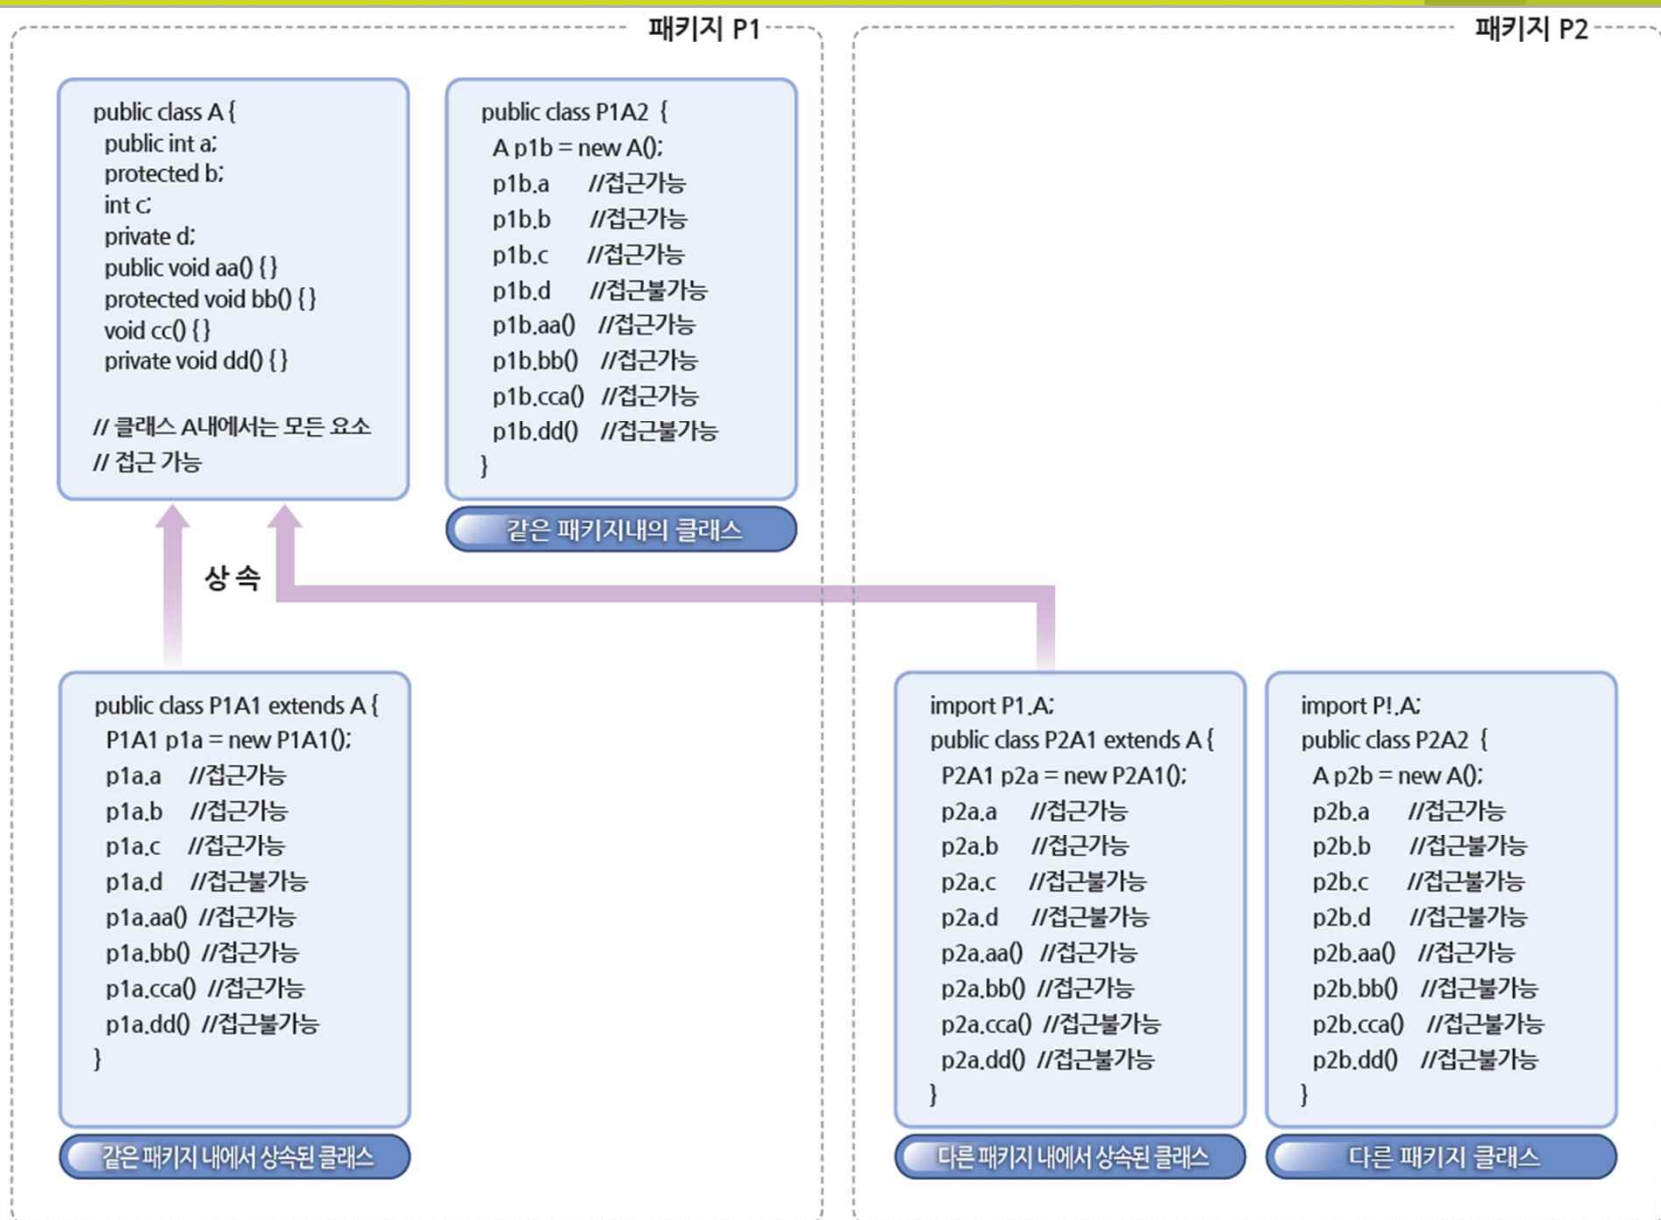 패키지 P1
패키지 P2
public class A {
public int a;
protected b;
int c;
private d;
public void aa() { }
protected void bb() { }
void cc() { }
private void dd() { }
// 클래스 A내에서는 모든 요소
// 접근 가능
public class P1A2 {
A p1b = new A();
p1b.a //접근가능
p1b.b //접근가능
p1b.c //접근가능
p1b.d //접근불가능
p1b.aa() //접근가능
p1b.bb() //접근가능
p1b.cca() //접근가능
p1b.dd() //접근불가능
}
같은 패키지내의 클래스
상 속
public class P1A1 extends A {
P1A1 p1a = new P1A1();
p1a.a //접근가능
p1a.b //접근가능
p1a.c //접근가능
p1a.d //접근불가능
p1a.aa() //접근가능
p1a.bb() //접근가능
p1a.cca() //접근가능
p1a.dd() //접근불가능
}
같은 패키지 내에서 상속된 클래스
import P1.A;
public class P2A1 extends A {
P2A1 p2a = new P2A1();
p2a.a //접근가능
p2a.b //접근가능
p2a.c //접근불가능
p2a.d //접근불가능
p2a.aa() //접근가능
p2a.bb() //접근가능
p2a.cca() //접근불가능
p2a.dd() //접근불가능
}
다른 패키지 내에서 상속된 클래스
import P!.A;
public class P2A2 {
A p2b = new A();
p2b.a //접근가능
p2b.b //접근불가능
p2b.c //접근불가능
p2b.d //접근불가능
p2b.aa() //접근가능
p2b.bb() //접근불가능
p2b.cca() //접근불가능
p2b.dd() //접근불가능
}
다른 패키지 클래스